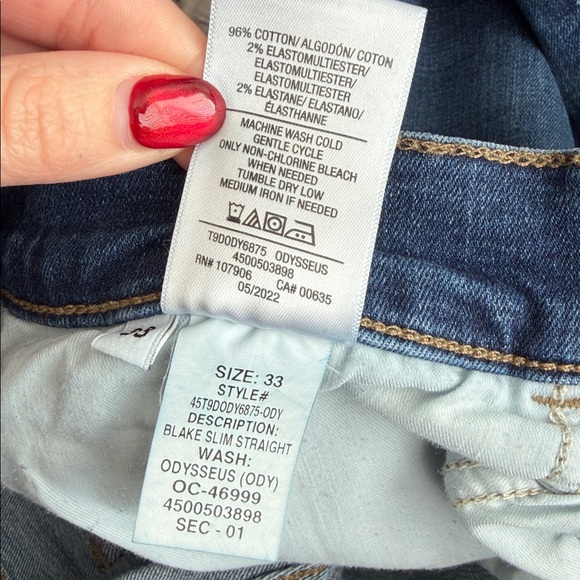 96% COTTON/ALGODÓN/COTON
2% ELASTOMULTIESTER/
ELASTOMULTIESTER/
ELASTOMULTIESTER
2% ELASTANE/ELASTANO/
ÉLASTHANNE
MACHINE WASH COLD
GENTLE CYCLE
ONLY NON-CHLORINE BLEACH
WHEN NEEDED
TUMBLE DRY LOW
MEDIUM IRON IF NEEDED
T9DODY6875 ODYSSEUS
4500503898
RN# 107906 CA# 00635
05/2022
33
SIZE: 33
STYLE#
45T9DODY6875-ODY
DESCRIPTION:
BLAKE SLIM STRAIGHT
WASH:
ODYSSEUS (ODY)
OC-46999
4500503898
SEC - 01